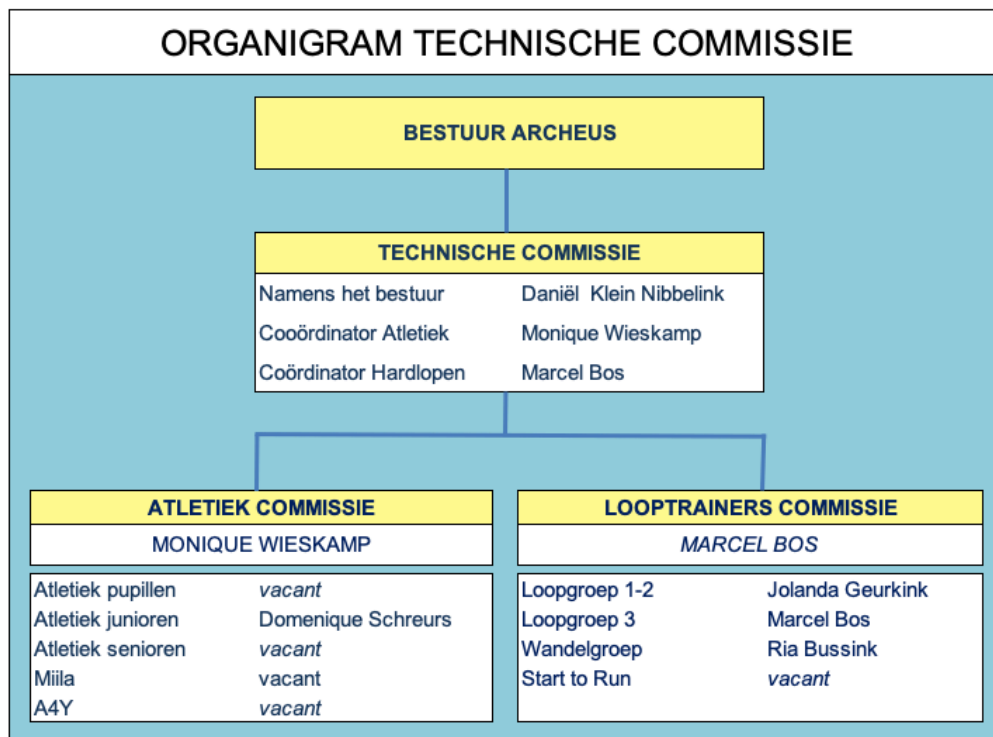 ORGANIGRAM TECHNISCHE COMMISSIE
BESTUUR ARCHEUS
TECHNISCHE COMMISSIE
Namens het bestuur Daniël Klein Nibbelink
Cooördinator Atletiek Monique Wieskamp
Coördinator Hardlopen Marcel Bos
ATLETIEK COMMISSIE
MONIQUE WIESKAMP
Atletiek pupillen vacant
Atletiek junioren Domenique Schreurs
Atletiek senioren vacant
Miila vacant
A4Y vacant
LOOPTRAINERS COMMISSIE
MARCEL BOS
Loopgroep 1-2 Jolanda Geurkink
Loopgroep 3 Marcel Bos
Wandelgroep Ria Bussink
Start to Run vacant